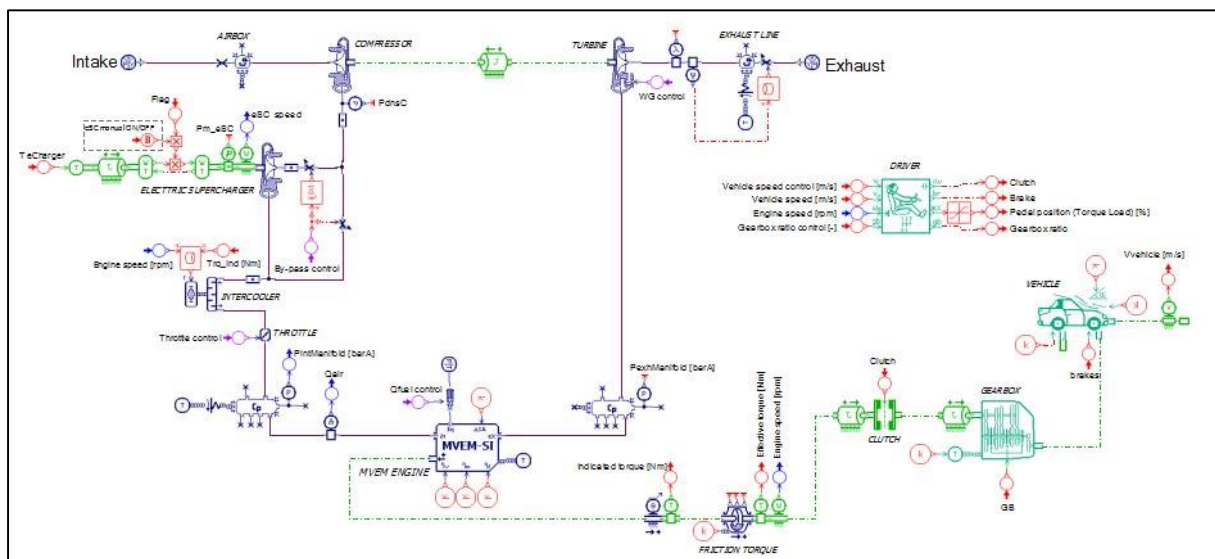 AIRBOX
COMPRESSOR
TURBINE
EXHAUST LINE
Intake
Exhaust
WG control
PdnsC
Flag
eSC speed
eSC manual ON/OFF
Pm_eSC
TeCharger
ELECTTRIC SUPERCHARGER
DRIVER
Vehicle speed control [m/s]
Vehicle speed [m/s]
Engine speed [rpm]
Gearbox ratio control [-]
Clutch
Brake
Pedal position (Torque Load) [%]
Gearbox ratio
Engine speed [rpm]
Trq_Ind [Nm]
By-pass control
INTERCOOLER
Vvehicle [m/s]
VEHICLE
THROTTLE
Throttle control
PintManifold [barA]
Qair
Qfuel control
PexhManifold [barA]
Effective torque [Nm]
Engine speed [rpm]
Clutch
brakes
GEARBOX
MVEM-SI
MVEM ENGINE
CLUTCH
Indicated torque [Nm]
GB
FRICTION TORQUE